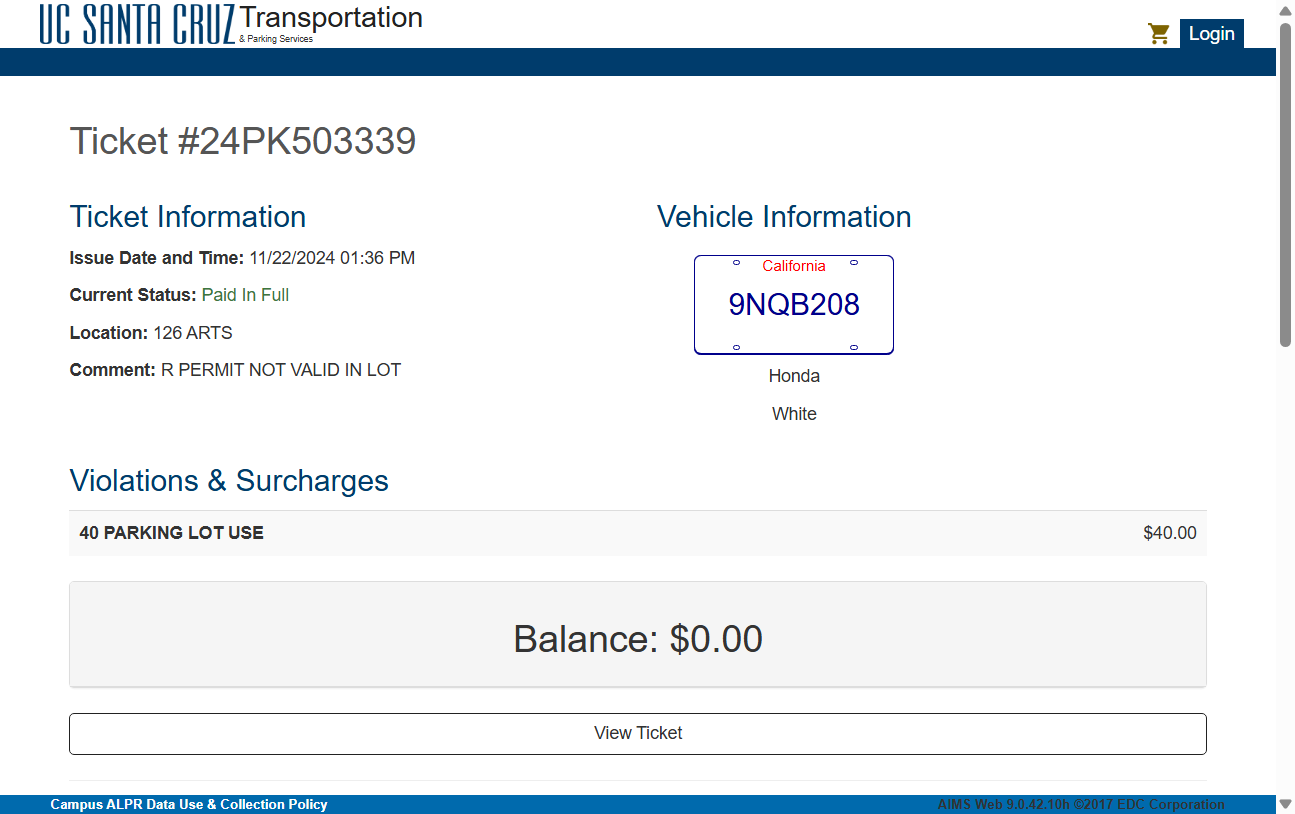 UC SANTA CRUZ Transportation
& Parking Services
Login
Ticket #24PK503339
Ticket Information
Issue Date and Time: 11/22/2024 01:36 PM
Current Status: Paid In Full
Location: 126 ARTS
Comment: R PERMIT NOT VALID IN LOT
Vehicle Information
California
9NQB208
Honda
White
Violations & Surcharges
40 PARKING LOT USE $40.00
Balance: $0.00
View Ticket
Campus ALPR Data Use & Collection Policy
AIMS Web 9.0.42.10h ©2017 EDC Corporation